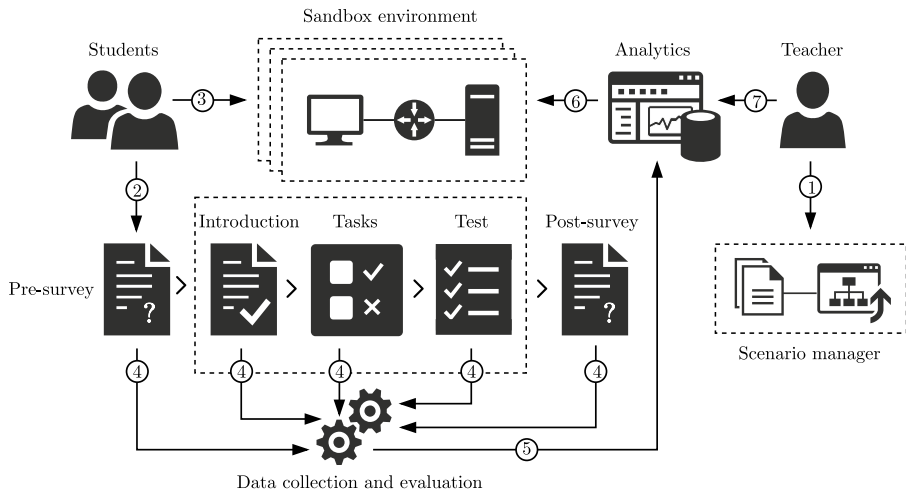 Sandbox environment
Students
Analytics
Teacher
3
6
7
2
1
Introduction
Tasks
Test
Post-survey
Pre-survey
?
?
Scenario manager
4
4
4
4
4
5
Data collection and evaluation